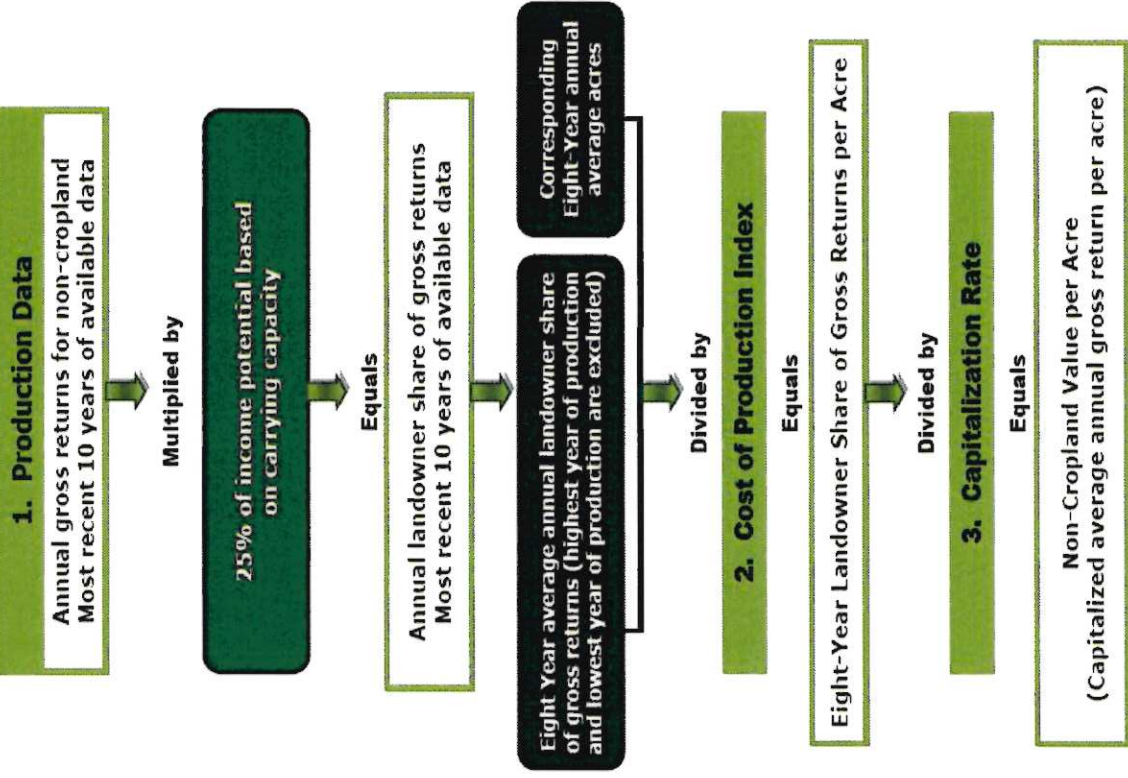 1. Production Data
Annual gross returns for non-cropland
Most recent 10 years of available data
Multiplied by
25% of income potential based
on carrying capacity
Equals
Annual landowner share of gross returns
Most recent 10 years of available data
Eight Year average annual landowner share
of gross returns (highest year of production
and lowest year of production are excluded)
Corresponding
Eight-Year annual
average acres
Divided by
2. Cost of Production Index
Equals
Eight-Year Landowner Share of Gross Returns per Acre
Divided by
3. Capitalization Rate
Equals
Non-Cropland Value per Acre
(Capitalized average annual gross return per acre)